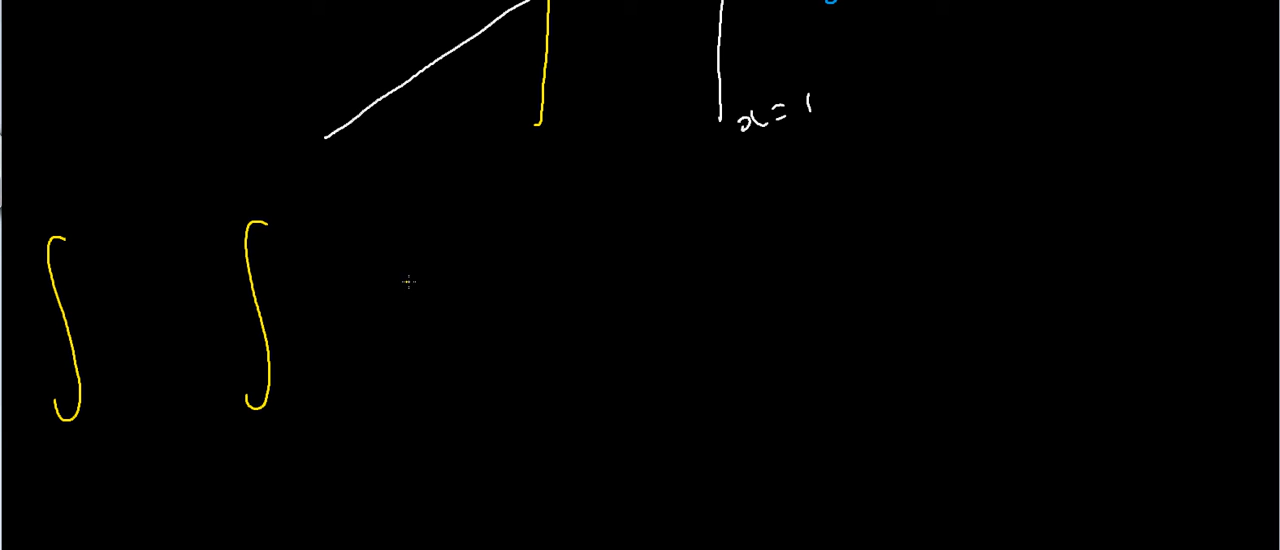 x = 1
∫ ∫